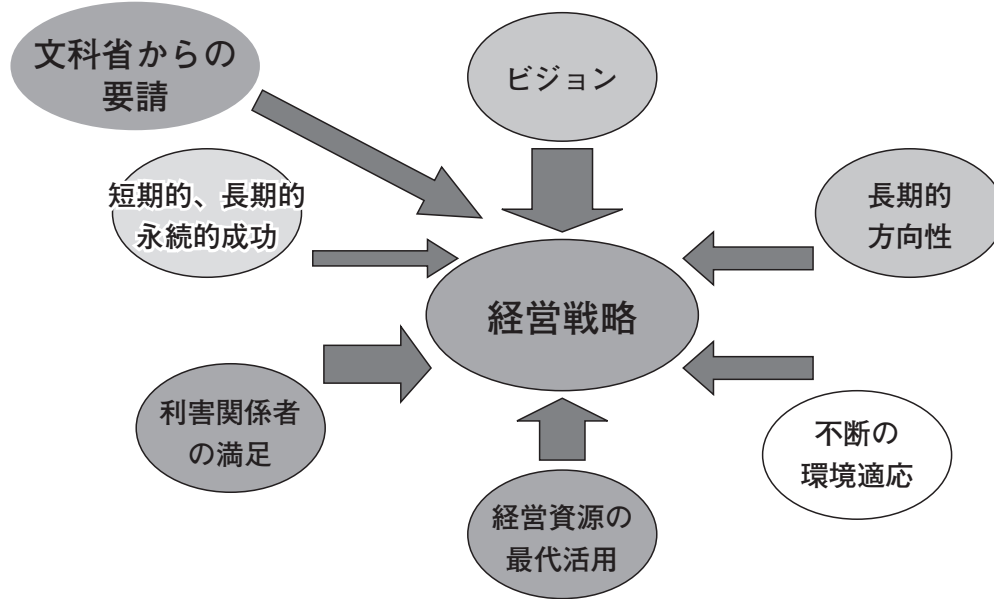 文科省からの
要請
ビジョン
短期的、長期的
永続的成功
長期的
方向性
経営戦略
利害関係者
の満足
不断の
環境適応
経営資源の
最代活用